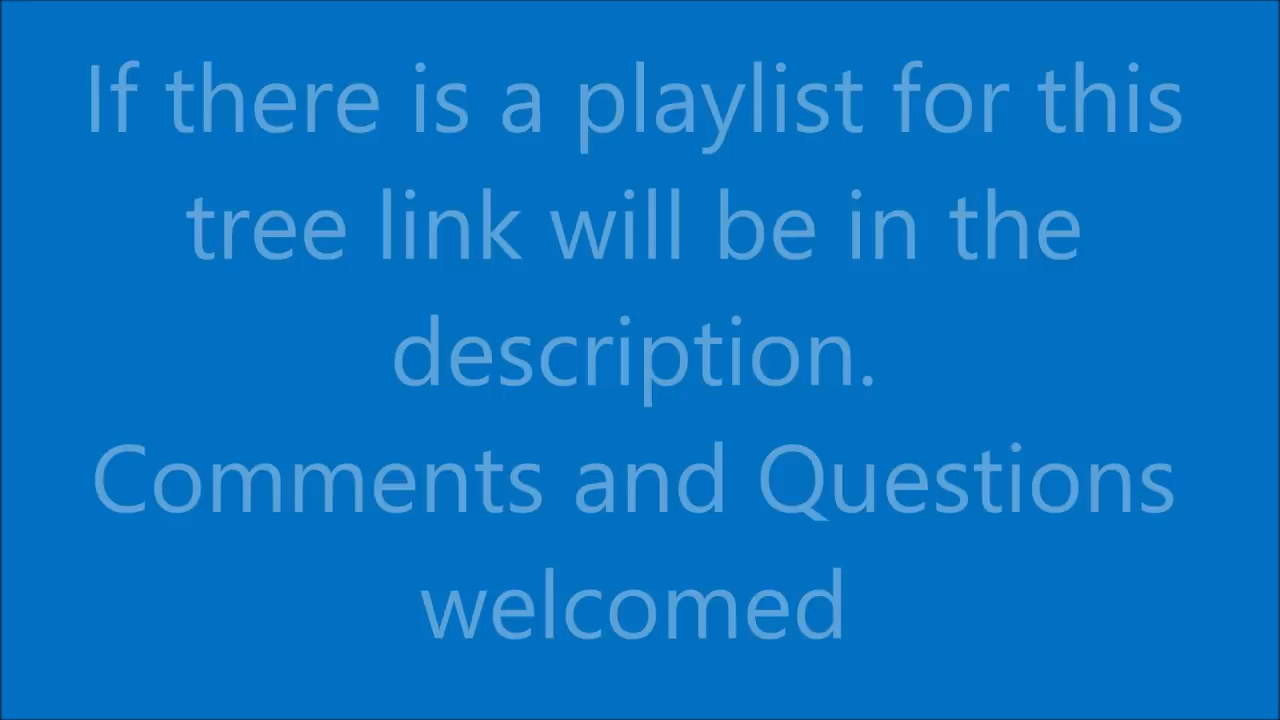 If there is a playlist for this
tree link will be in the
description.
Comments and Questions
welcomed